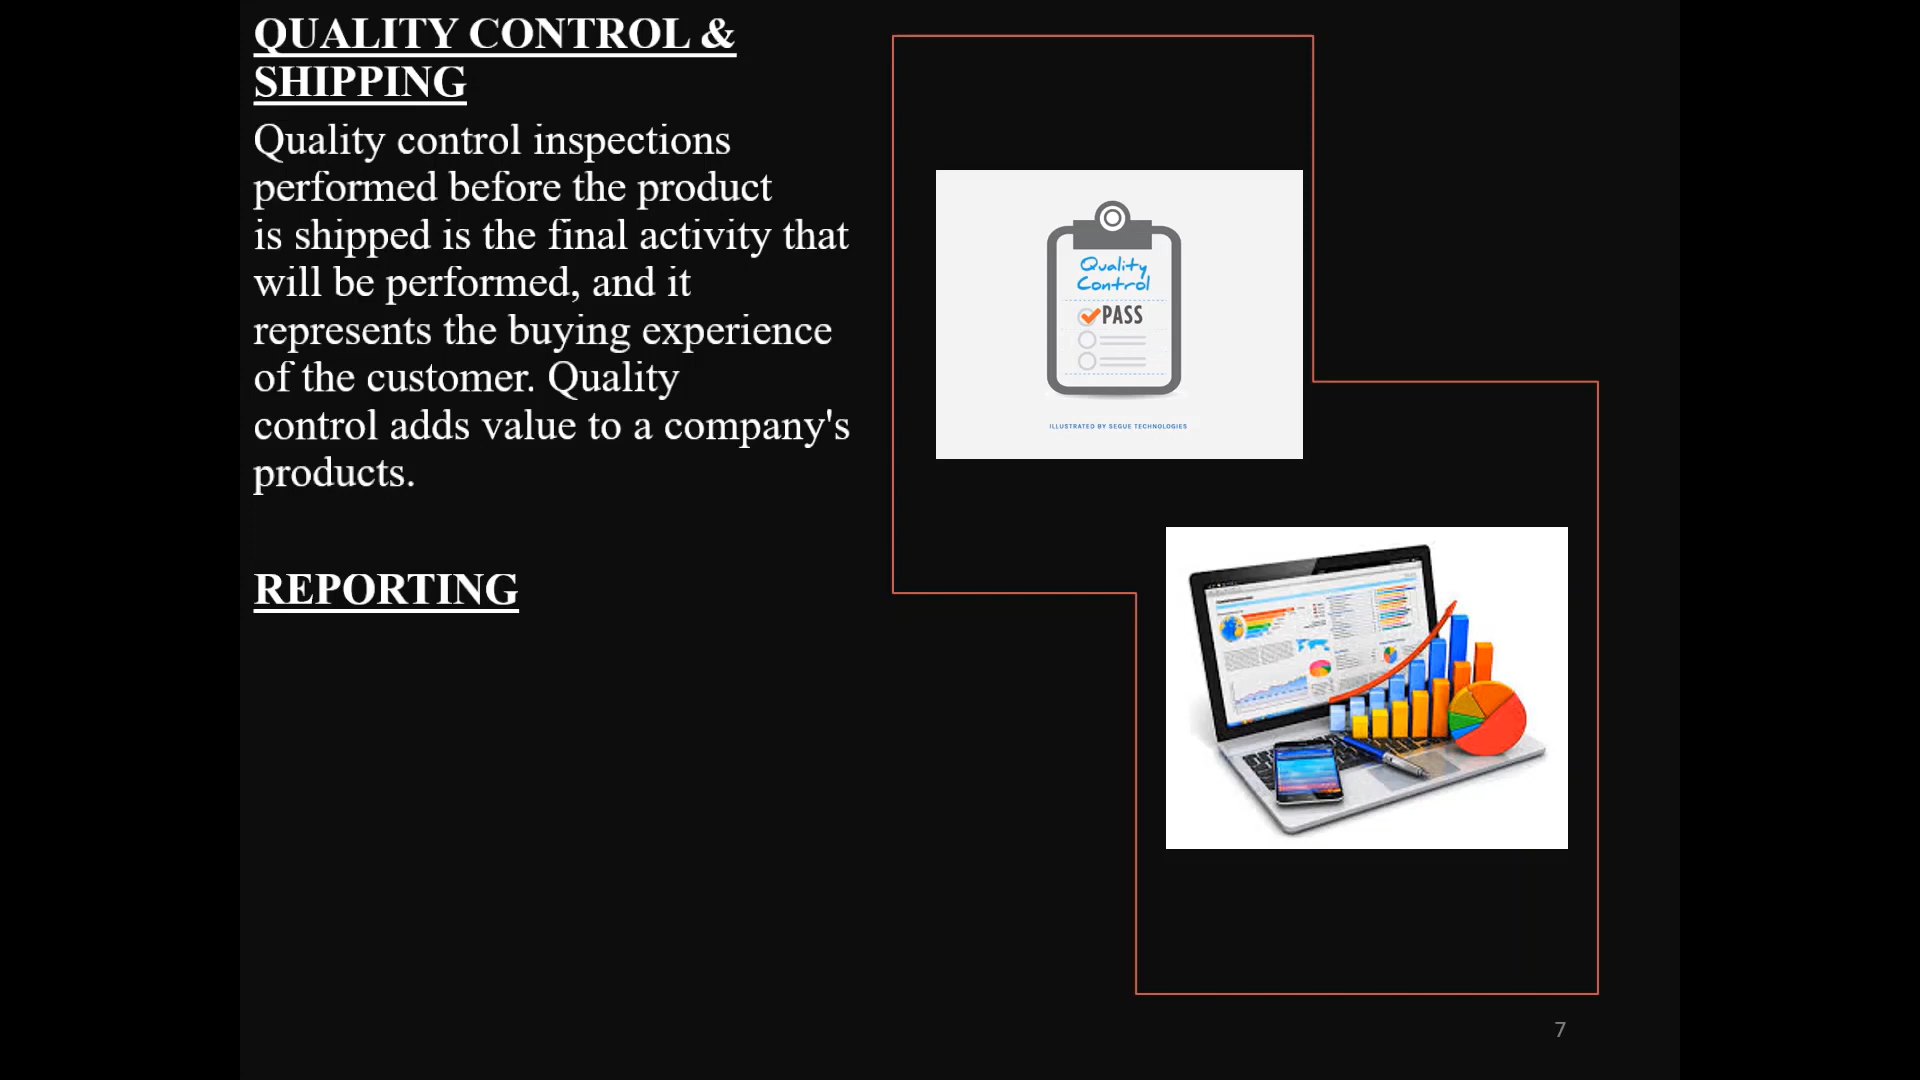 QUALITY CONTROL &
SHIPPING
Quality control inspections
performed before the product
is shipped is the final activity that
will be performed, and it
represents the buying experience
of the customer. Quality
control adds value to a company's
products.
REPORTING
Quality
Control
PASS
ILLUSTRATED BY SEGUE TECHNOLOGIES
7